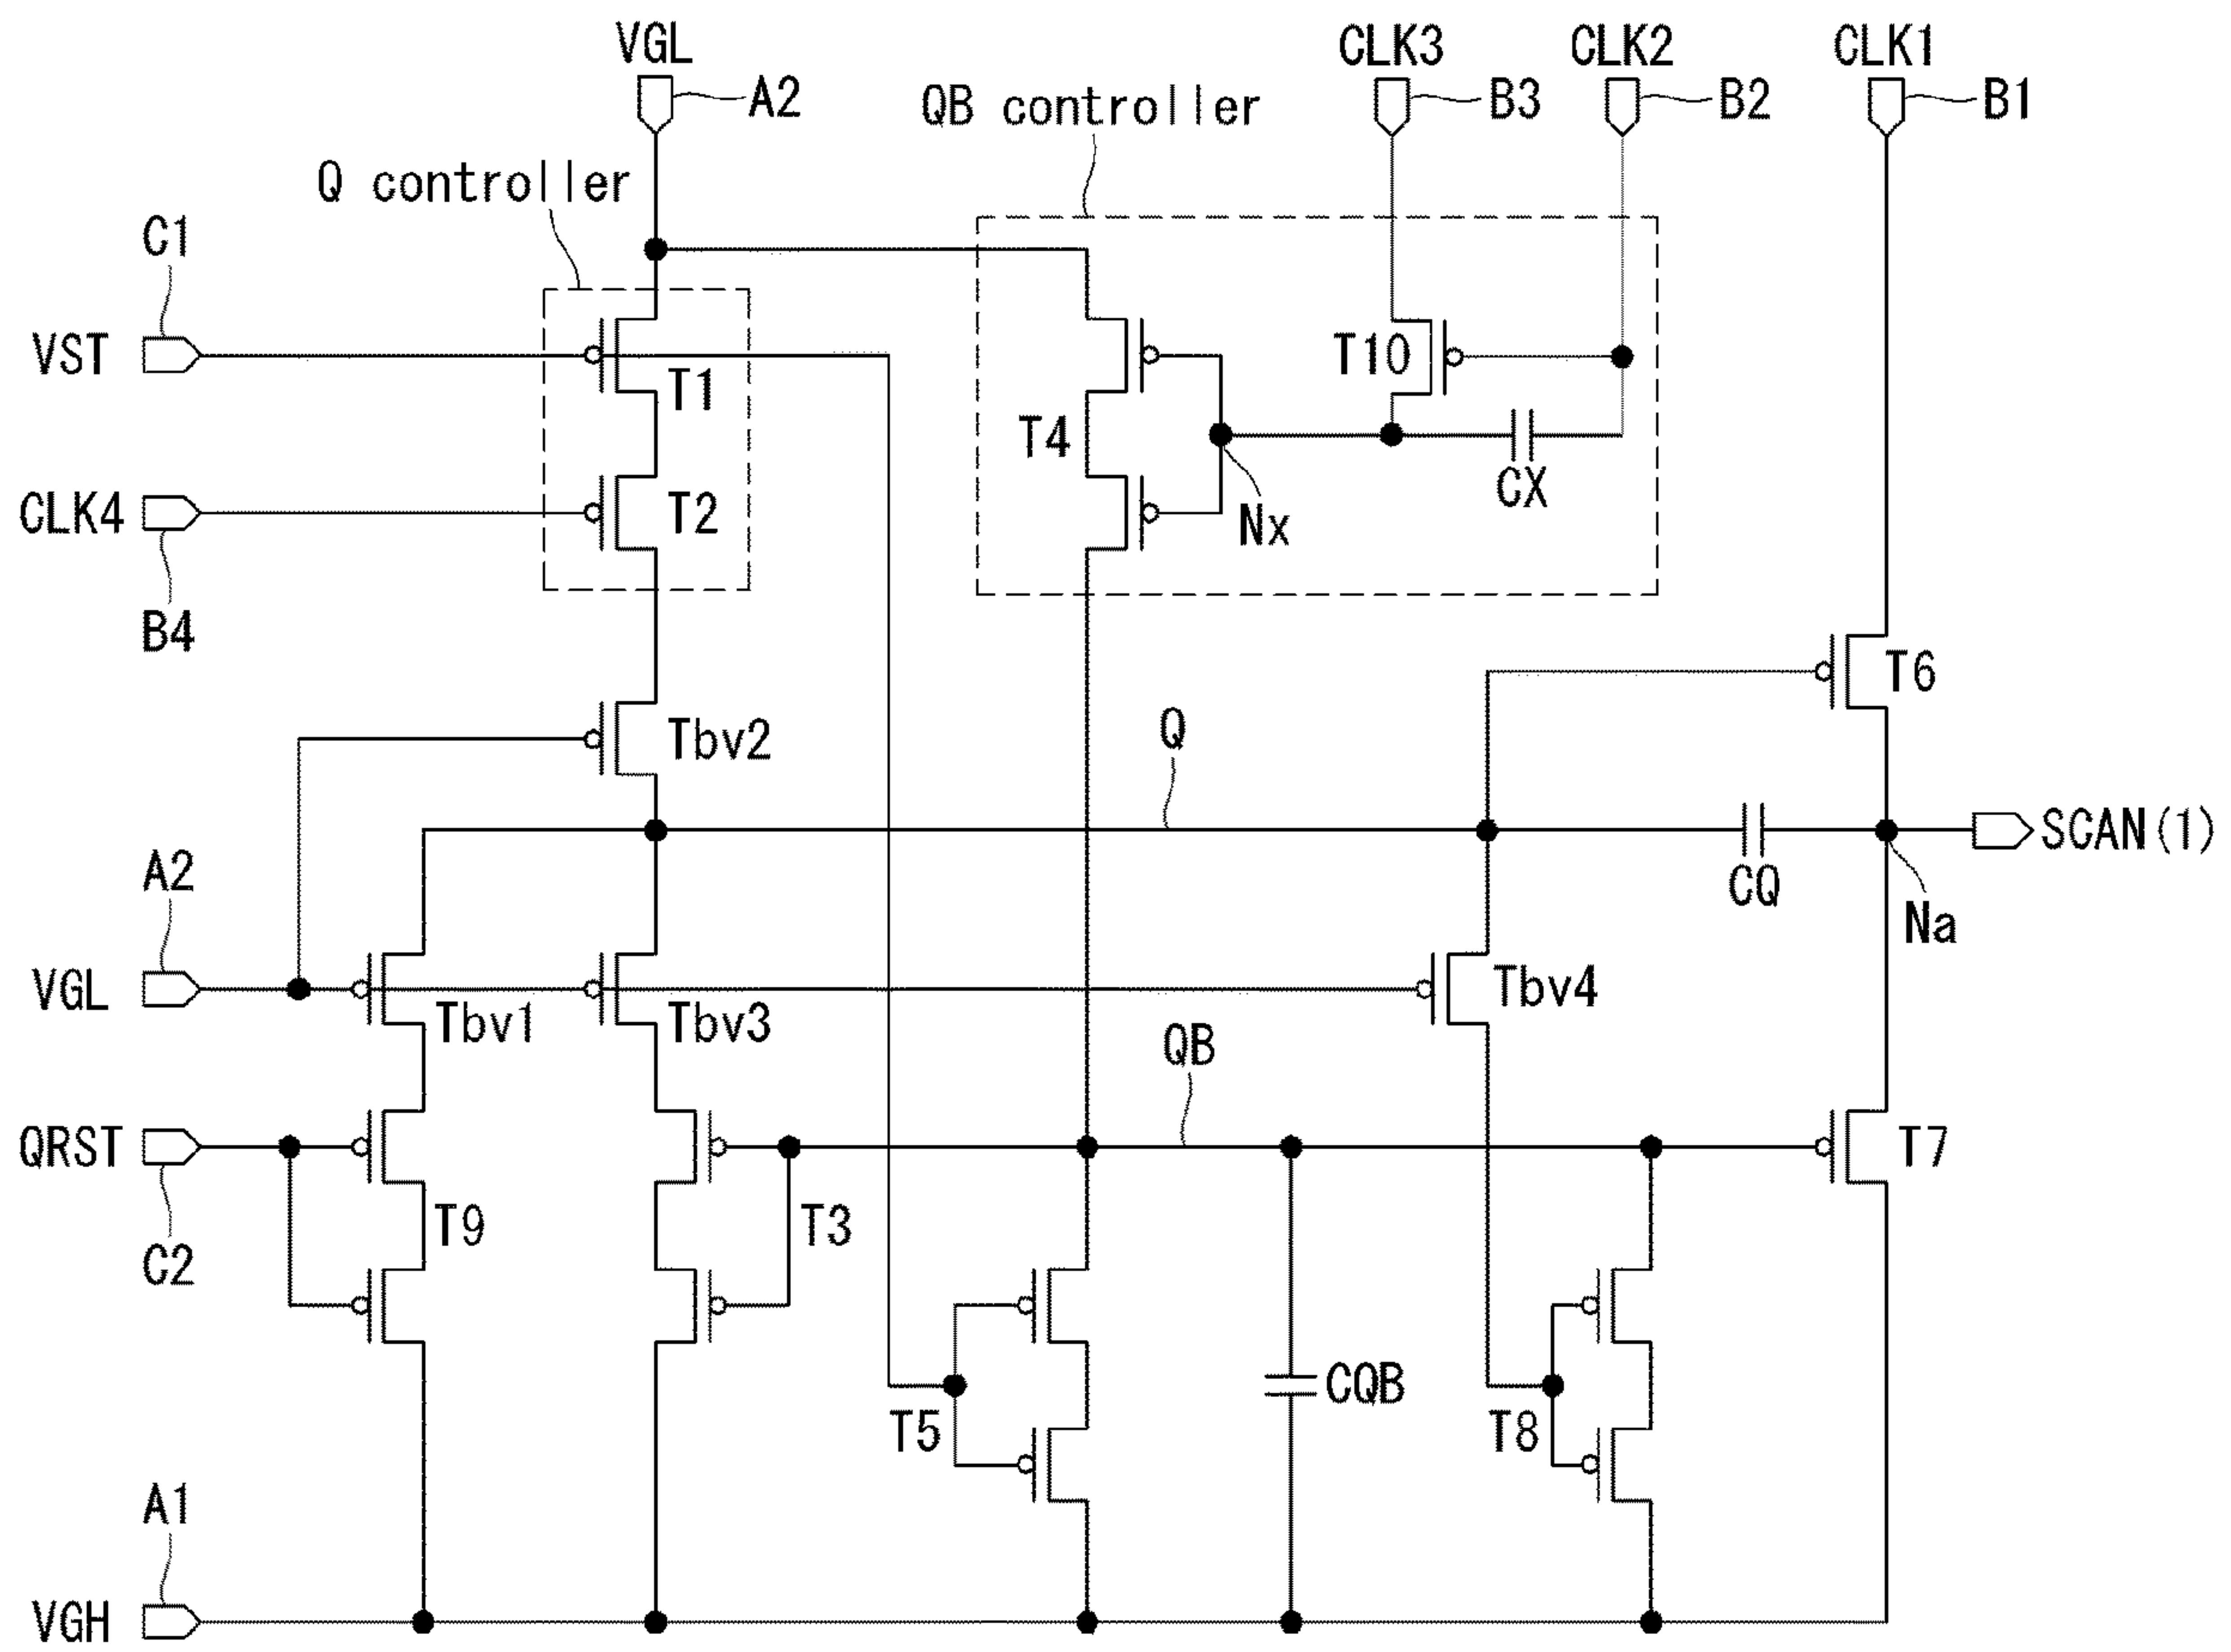 VGL
A2
CLK3
B3
CLK2
B2
CLK1
B1
QB controller
Q controller
C1
VST
T1
T10
T4
CX
Nx
CLK4
T2
B4
T6
Tbv2
Q
SCAN(1)
CQ
Na
A2
VGL
Tbv1
Tbv3
Tbv4
QB
QRST
T7
T9
T3
C2
CQB
T5
T8
A1
VGH